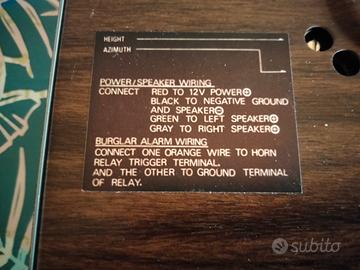 HEIGHT
AZIMUTH
POWER/SPEAKER WIRING
CONNECT RED TO 12V POWER⊕
BLACK TO NEGATIVE GROUND
AND SPEAKER⊖
GREEN TO LEFT SPEAKER⊕
GRAY TO RIGHT SPEAKER⊕
BURGLAR ALARM WIRING
CONNECT ONE ORANGE WIRE TO HORN
RELAY TRIGGER TERMINAL.
AND THE OTHER TO GROUND TERMINAL
OF RELAY.
subito